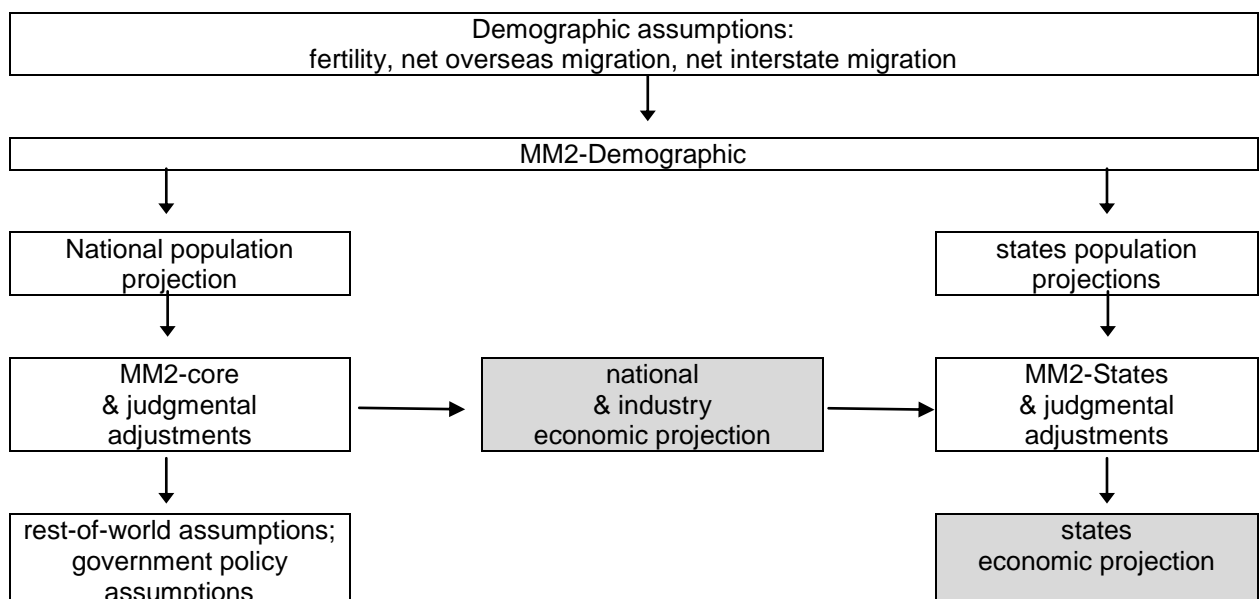 Demographic assumptions:
fertility, net overseas migration, net interstate migration
MM2-Demographic
National population
projection
states population
projections
MM2-core
& judgmental
adjustments
national
& industry
economic projection
MM2-States
& judgmental
adjustments
rest-of-world assumptions;
government policy
assumptions
states
economic projection